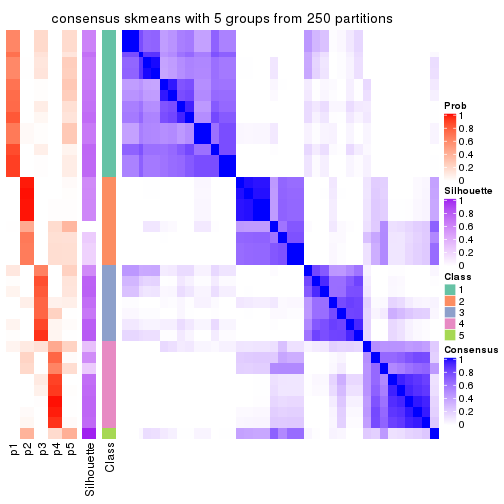 consensus skmeans with 5 groups from 250 partitions
Prob
1
0.8
0.6
0.4
0.2
0
Silhouette
1
0.8
0.6
0.4
0.2
0
Class
1
2
3
4
5
Consensus
1
0.8
0.6
0.4
0.2
0
p1
p2
p3
p4
p5
Silhouette
Class